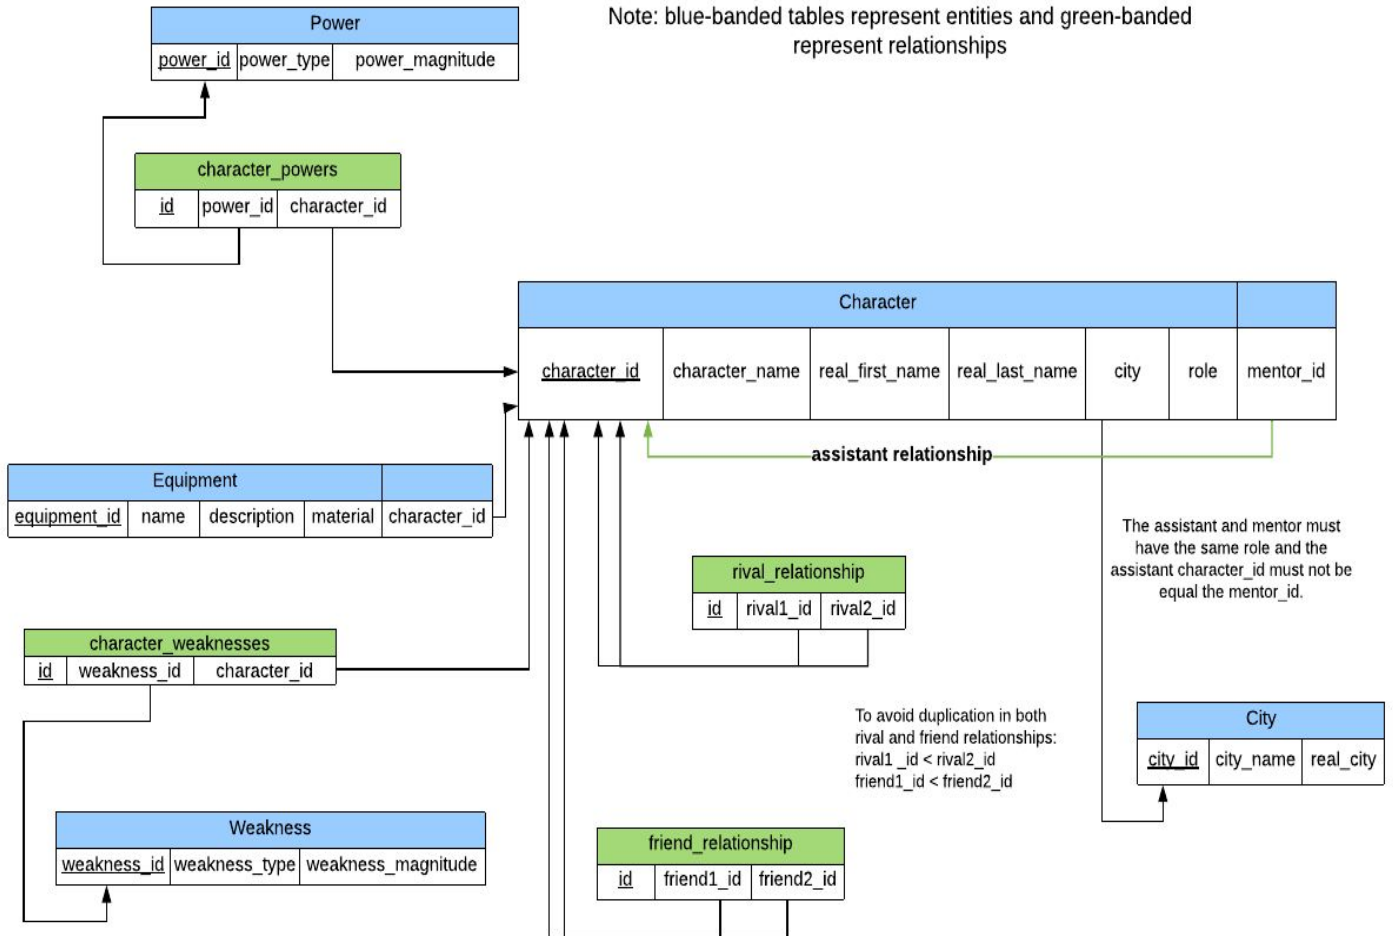 Note: blue-banded tables represent entities and green-banded
represent relationships
Power
power_id power_type power_magnitude
character_powers
id power_id character_id
Character
character_id character_name real_first_name real_last_name city role mentor_id
assistant relationship
Equipment
equipment_id name description material character_id
The assistant and mentor must
have the same role and the
assistant character_id must not be
equal the mentor_id.
rival_relationship
id rival1_id rival2_id
character_weaknesses
id weakness_id character_id
To avoid duplication in both
rival and friend relationships:
rival1 _id < rival2_id
friend1_id < friend2_id
City
city_id city_name real_city
Weakness
weakness_id weakness_type weakness_magnitude
friend_relationship
id friend1_id friend2_id